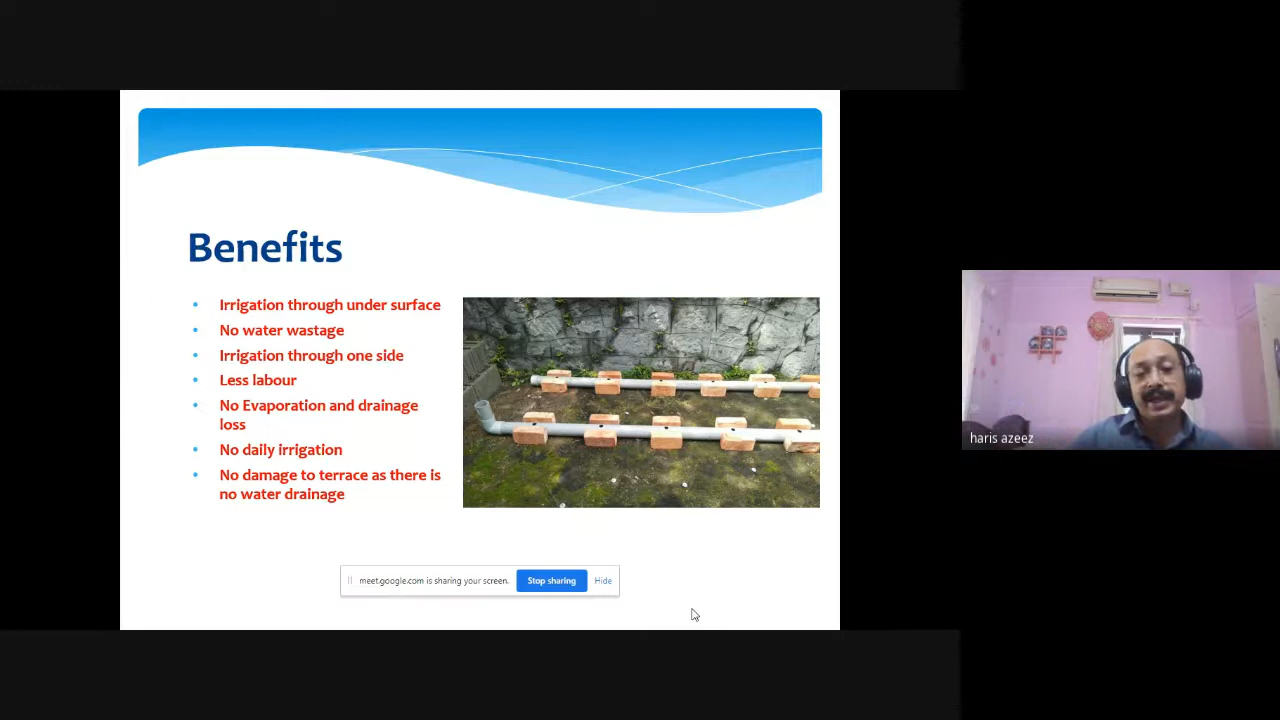 Benefits
• Irrigation through under surface
• No water wastage
• Irrigation through one side
• Less labour
• No Evaporation and drainage
loss
• No daily irrigation
• No damage to terrace as there is
no water drainage
meet.google.com is sharing your screen. Stop sharing Hide
haris azeez